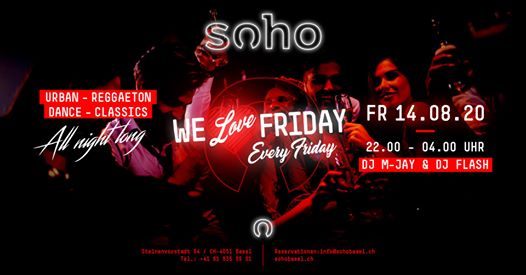 soho
URBAN - REGGAETON
DANCE - CLASSICS
All night long
WE Love FRIDAY
Every Friday
FR 14.08.20
22.00 - 04.00 UHR
DJ M-JAY & DJ FLASH
Steinenvorstadt 54 / CH-4051 Basel
Reservationen:info@sohobasel.ch
sohobasel.ch